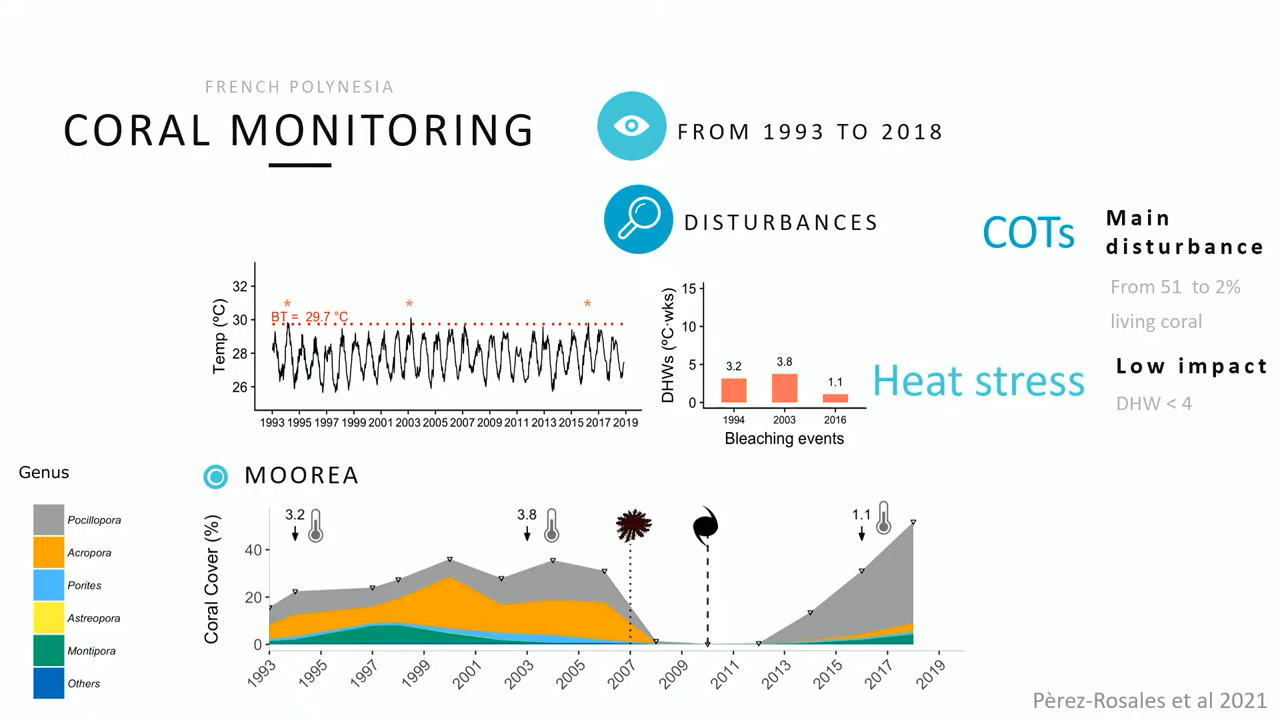 FRENCH POLYNESIA
CORAL MONITORING
FROM 1993 TO 2018
DISTURBANCES
COTs
Main
disturbance
From 51 to 2%
living coral
Heat stress
Low impact
DHW < 4
Temp (ºC)
32
30
28
26
BT = 29.7 °C
* * *
1993 1995 1997 1999 2001 2003 2005 2007 2009 2011 2013 2015 2017 2019
DHWs (ºC·wks)
15
10
5
0
3.2 3.8 1.1
1994 2003 2016
Bleaching events
Genus
Pocillopora
Acropora
Porites
Astreopora
Montipora
Others
MOOREA
Coral Cover (%)
40
20
0
3.2 3.8 1.1
1993 1995 1997 1999 2001 2003 2005 2007 2009 2011 2013 2015 2017 2019
Pèrez-Rosales et al 2021